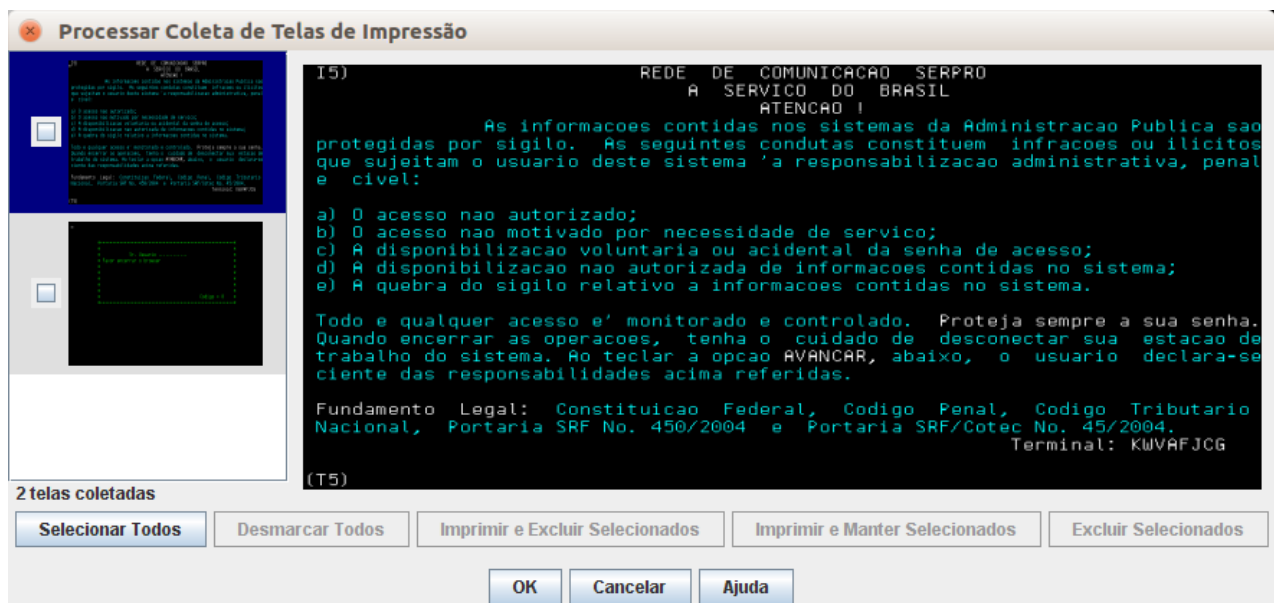 Processar Coleta de Telas de Impressão
I5) REDE DE COMUNICACAO SERPRO
A SERVICO DO BRASIL
ATENCAO !
As informacoes contidas nos sistemas da Administracao Publica sao
protegidas por sigilo. As seguintes condutas constituem infracoes ou ilicitos
que sujeitam o usuario deste sistema 'a responsabilizacao administrativa, penal
e civel:
a) O acesso nao autorizado;
b) O acesso nao motivado por necessidade de servico;
c) A disponibilizacao voluntaria ou acidental da senha de acesso;
d) A disponibilizacao nao autorizada de informacoes contidas no sistema;
e) A quebra do sigilo relativo a informacoes contidas no sistema.
Todo e qualquer acesso e' monitorado e controlado. Proteja sempre a sua senha.
Quando encerrar as operacoes, tenha o cuidado de desconectar sua estacao de
trabalho do sistema. Ao teclar a opcao AVANCAR, abaixo, o usuario declara-se
ciente das responsabilidades acima referidas.
Fundamento Legal: Constituicao Federal, Codigo Penal, Codigo Tributario
Nacional, Portaria SRF No. 450/2004 e Portaria SRF/Cotec No. 45/2004.
Terminal: KWVAFJCG
(T5)
2 telas coletadas
Selecionar Todos Desmarcar Todos Imprimir e Excluir Selecionados Imprimir e Manter Selecionados Excluir Selecionados
OK Cancelar Ajuda